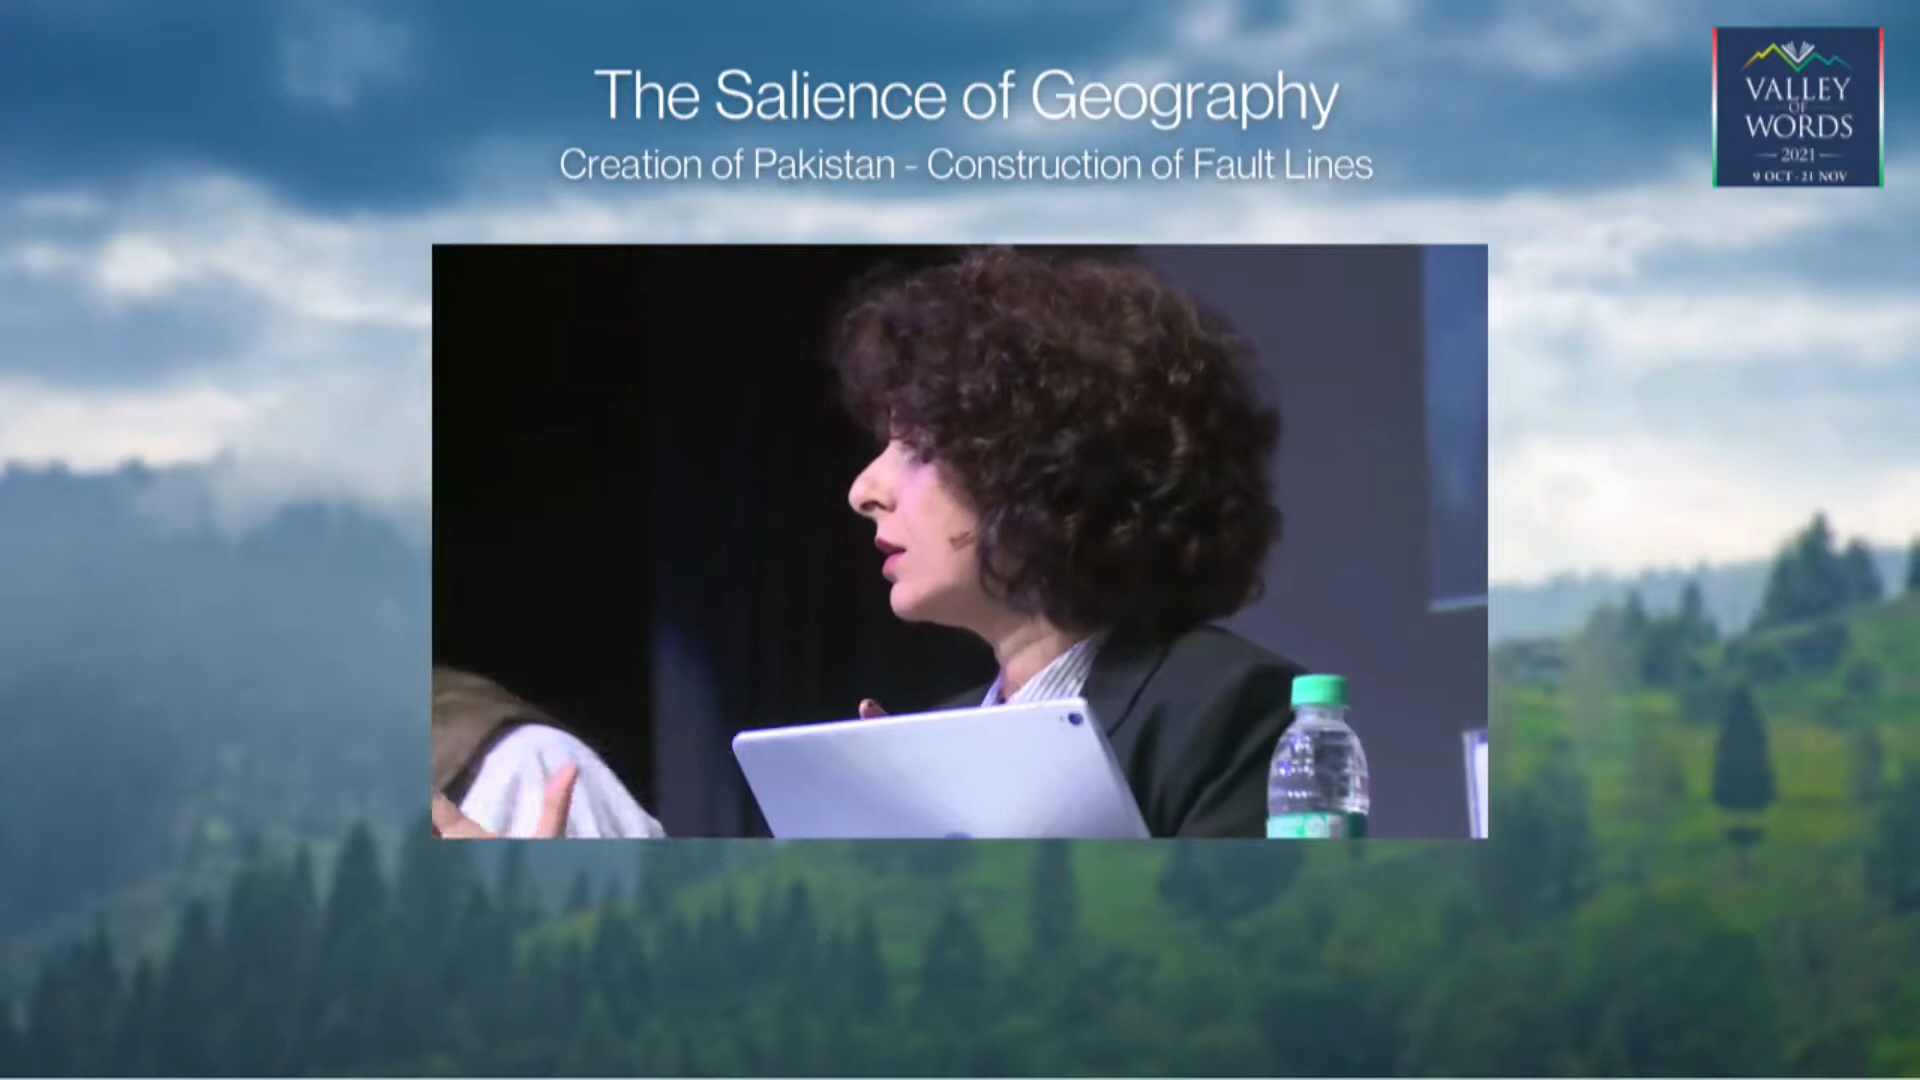 The Salience of Geography
Creation of Pakistan - Construction of Fault Lines
VALLEY
OF
WORDS
2021
9 OCT - 21 NOV